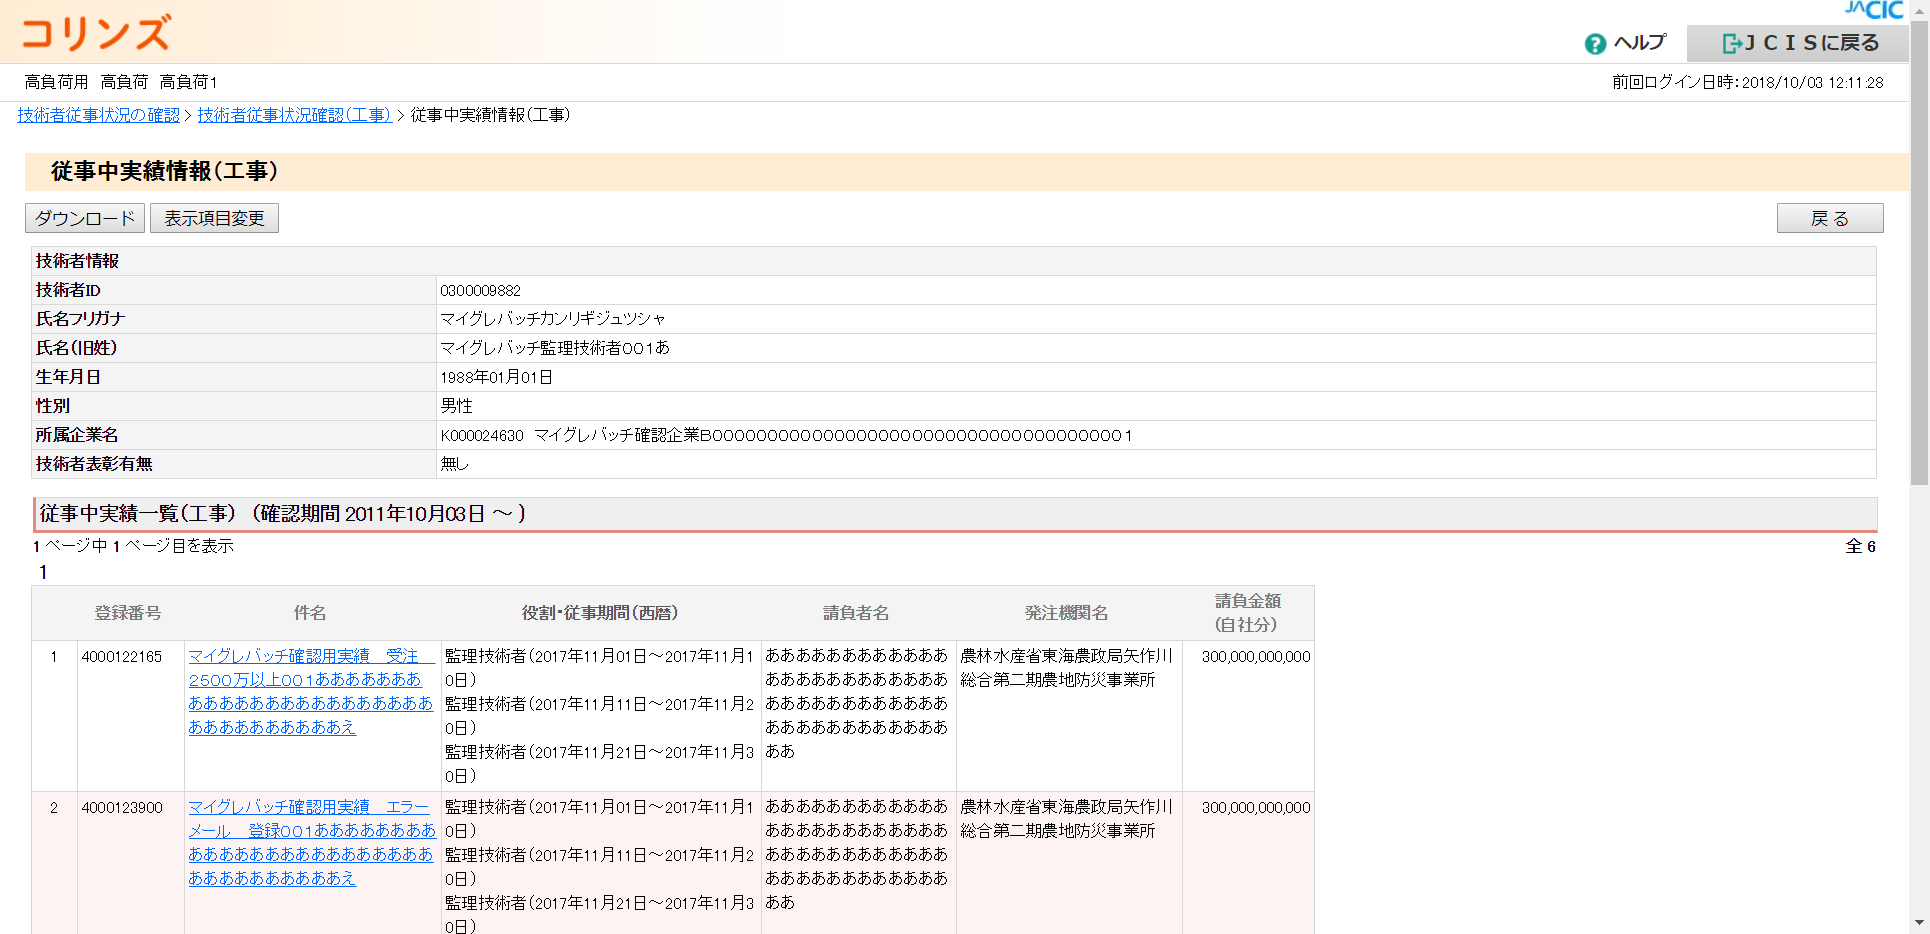 コリンズ
JACIC
ヘルプ
ＪＣＩＳに戻る
高負荷用 高負荷 高負荷1
前回ログイン日時：2018/10/03 12:11:28
技術者従事状況の確認 > 技術者従事状況確認(工事) > 従事中実績情報(工事)
従事中実績情報(工事)
ダウンロード 表示項目変更
戻 る
技術者情報
技術者ID 0300009882
氏名フリガナ マイグレバッチカンリギジュツシャ
氏名(旧姓) マイグレバッチ監理技術者００１あ
生年月日 1988年01月01日
性別 男性
所属企業名 K000024630 マイグレバッチ確認企業Ｂ０００００００００００００００００００００００００００００００００００００１
技術者表彰有無 無し
従事中実績一覧(工事) (確認期間 2011年10月03日 ～ )
1 ページ中 1 ページ目を表示
全 6
1
登録番号 件名 役割・従事期間(西暦) 請負者名 発注機関名 請負金額
(自社分)
1 4000122165
マイグレバッチ確認用実績　受注
２５００万以上００１あああああああ
ああああああああああああああああ
あああああああああああえ
監理技術者(2017年11月01日～2017年11月1
0日)
監理技術者(2017年11月11日～2017年11月2
0日)
監理技術者(2017年11月21日～2017年11月3
0日)
ああああああああああああ
ああああああああああああ
ああああああああああああ
ああああああああああああ
ああ
農林水産省東海農政局矢作川
総合第二期農地防災事業所
300,000,000,000
2 4000123900
マイグレバッチ確認用実績　エラー
メール　登録００１ああああああああ
ああああああああああああああああ
あああああああああああえ
監理技術者(2017年11月01日～2017年11月1
0日)
監理技術者(2017年11月11日～2017年11月2
0日)
監理技術者(2017年11月21日～2017年11月3
0日)
ああああああああああああ
ああああああああああああ
ああああああああああああ
ああああああああああああ
ああ
農林水産省東海農政局矢作川
総合第二期農地防災事業所
300,000,000,000